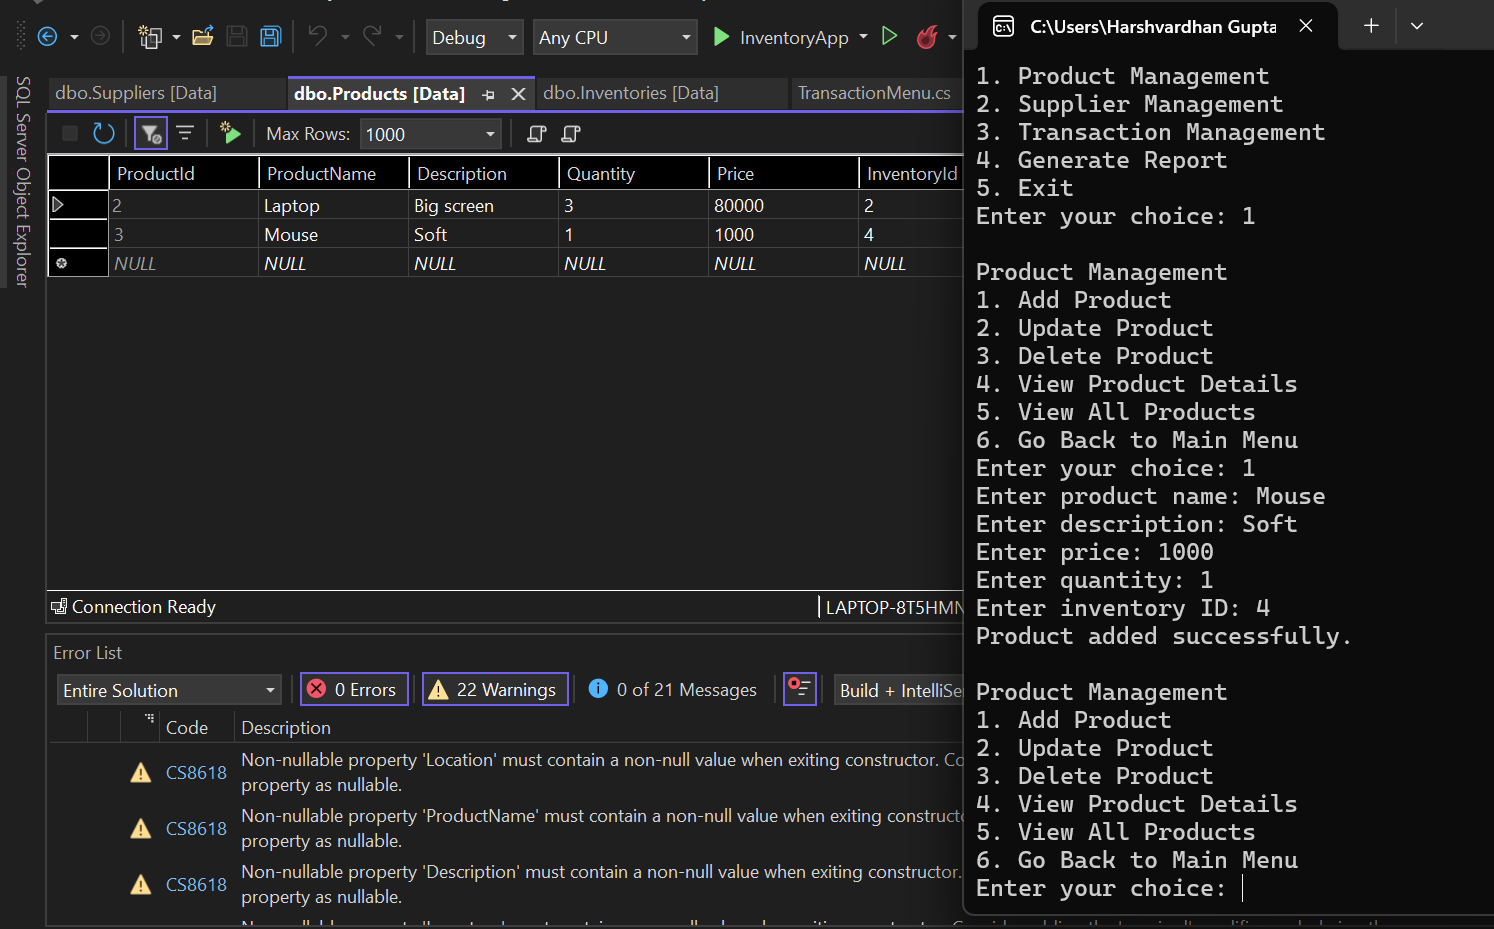 Debug
Any CPU
InventoryApp
SQL Server Object Explorer
dbo.Suppliers [Data]
dbo.Products [Data]
dbo.Inventories [Data]
TransactionMenu.cs
Max Rows:
1000
ProductId ProductName Description Quantity Price InventoryId
2 Laptop Big screen 3 80000 2
3 Mouse Soft 1 1000 4
NULL NULL NULL NULL NULL NULL
Connection Ready
LAPTOP-8T5HMN
Error List
Entire Solution
0 Errors
22 Warnings
0 of 21 Messages
Build + IntelliSe
Code Description
CS8618 Non-nullable property 'Location' must contain a non-null value when exiting constructor. Co
property as nullable.
CS8618 Non-nullable property 'ProductName' must contain a non-null value when exiting constructo
property as nullable.
CS8618 Non-nullable property 'Description' must contain a non-null value when exiting constructor.
property as nullable.
C:\Users\Harshvardhan Gupta
1. Product Management
2. Supplier Management
3. Transaction Management
4. Generate Report
5. Exit
Enter your choice: 1
Product Management
1. Add Product
2. Update Product
3. Delete Product
4. View Product Details
5. View All Products
6. Go Back to Main Menu
Enter your choice: 1
Enter product name: Mouse
Enter description: Soft
Enter price: 1000
Enter quantity: 1
Enter inventory ID: 4
Product added successfully.
Product Management
1. Add Product
2. Update Product
3. Delete Product
4. View Product Details
5. View All Products
6. Go Back to Main Menu
Enter your choice: